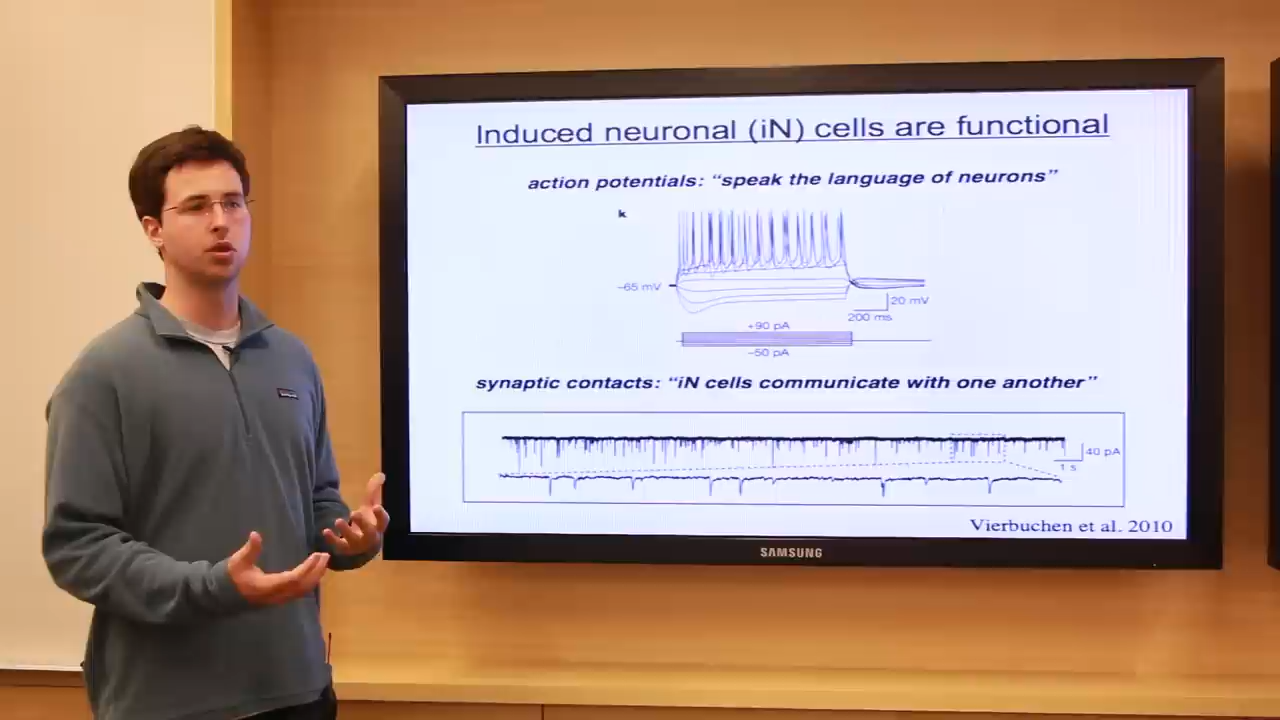 Induced neuronal (iN) cells are functional
action potentials: “speak the language of neurons”
k
–65 mV
20 mV
200 ms
+90 pA
–50 pA
synaptic contacts: “iN cells communicate with one another”
40 pA
1 s
Vierbuchen et al. 2010
SAMSUNG